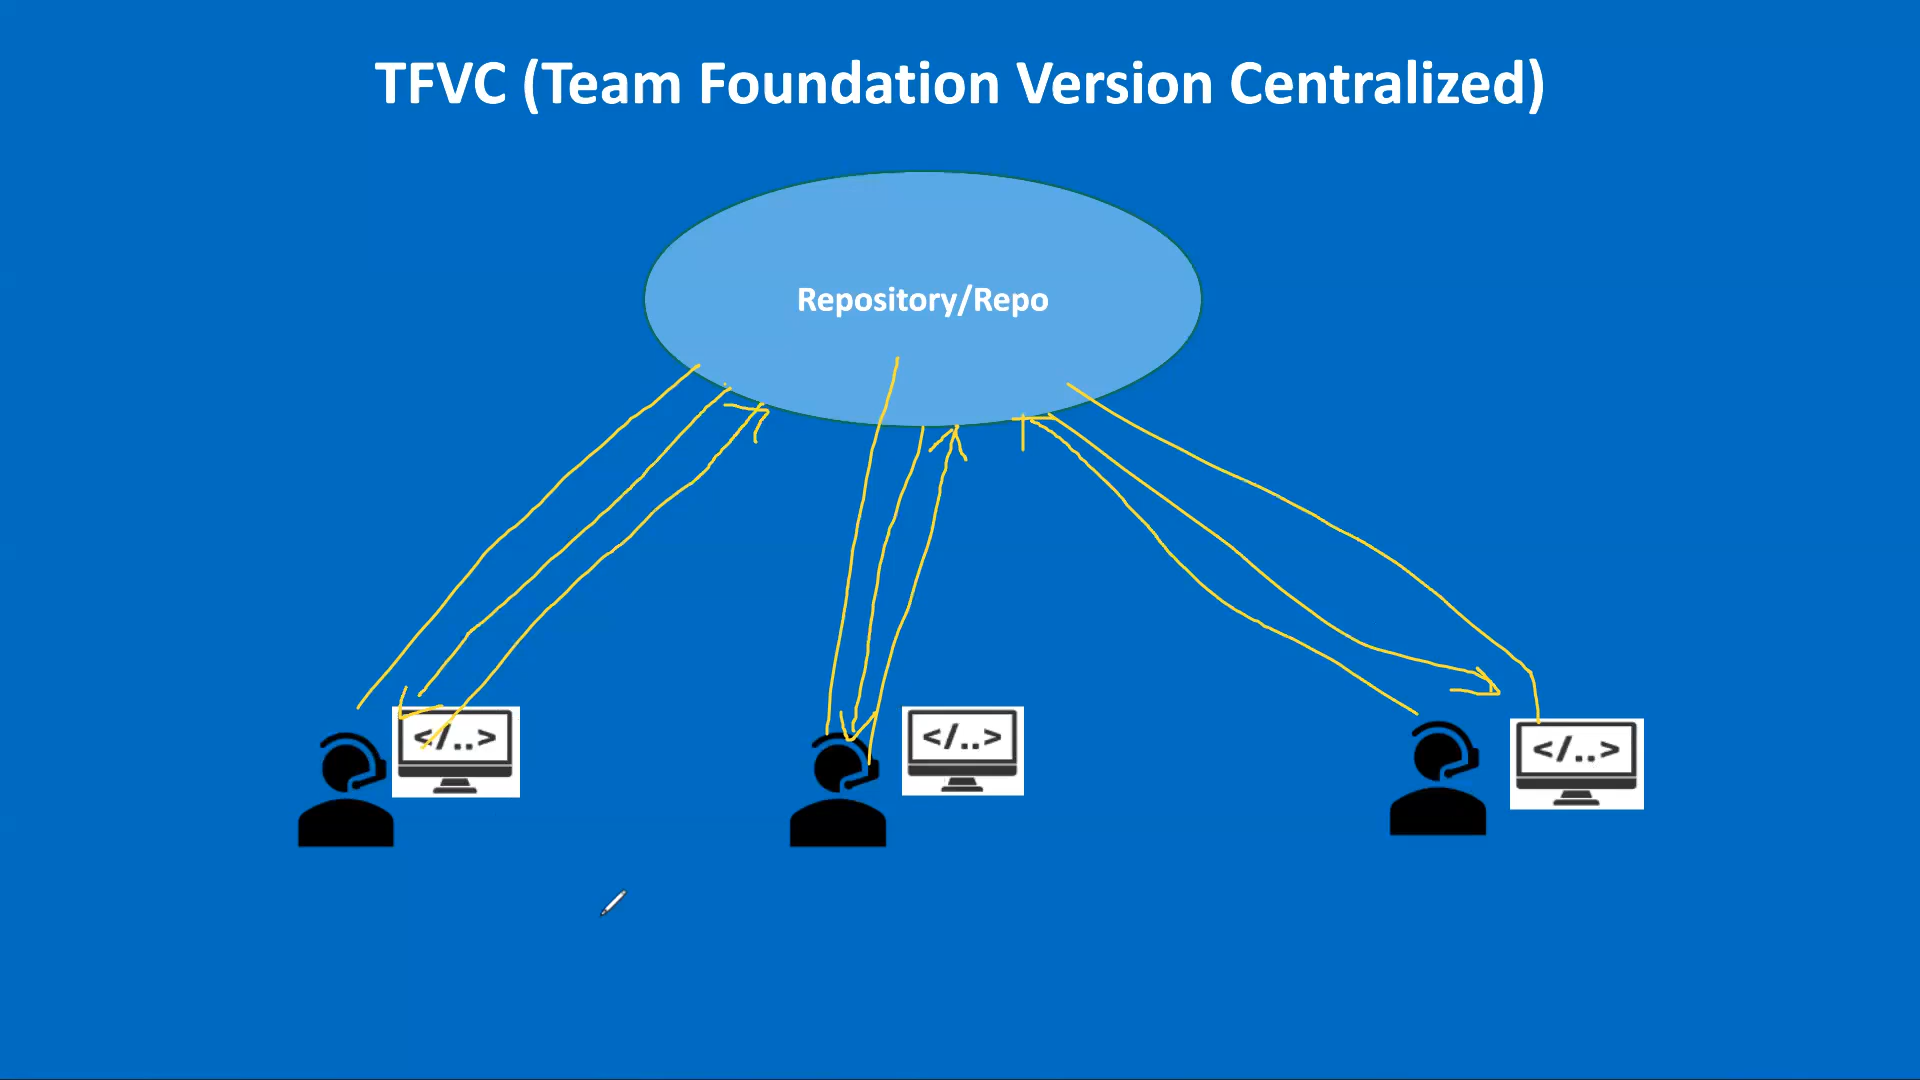 TFVC (Team Foundation Version Centralized)
Repository/Repo
</..>
</..>
</..>